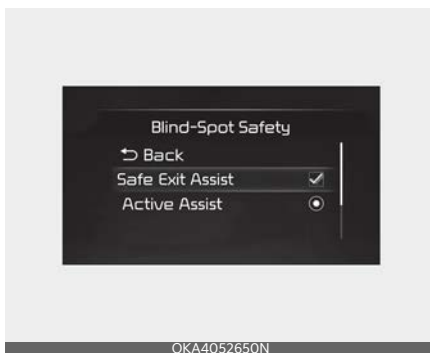 Blind-Spot Safety
Back
Safe Exit Assist
Active Assist
OKA4052650N